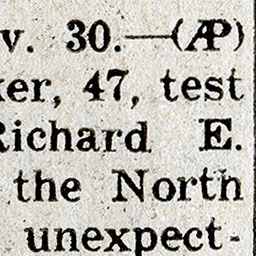 v. 30.—(AP)
ker, 47, test
Richard E.
the North
unexpect-